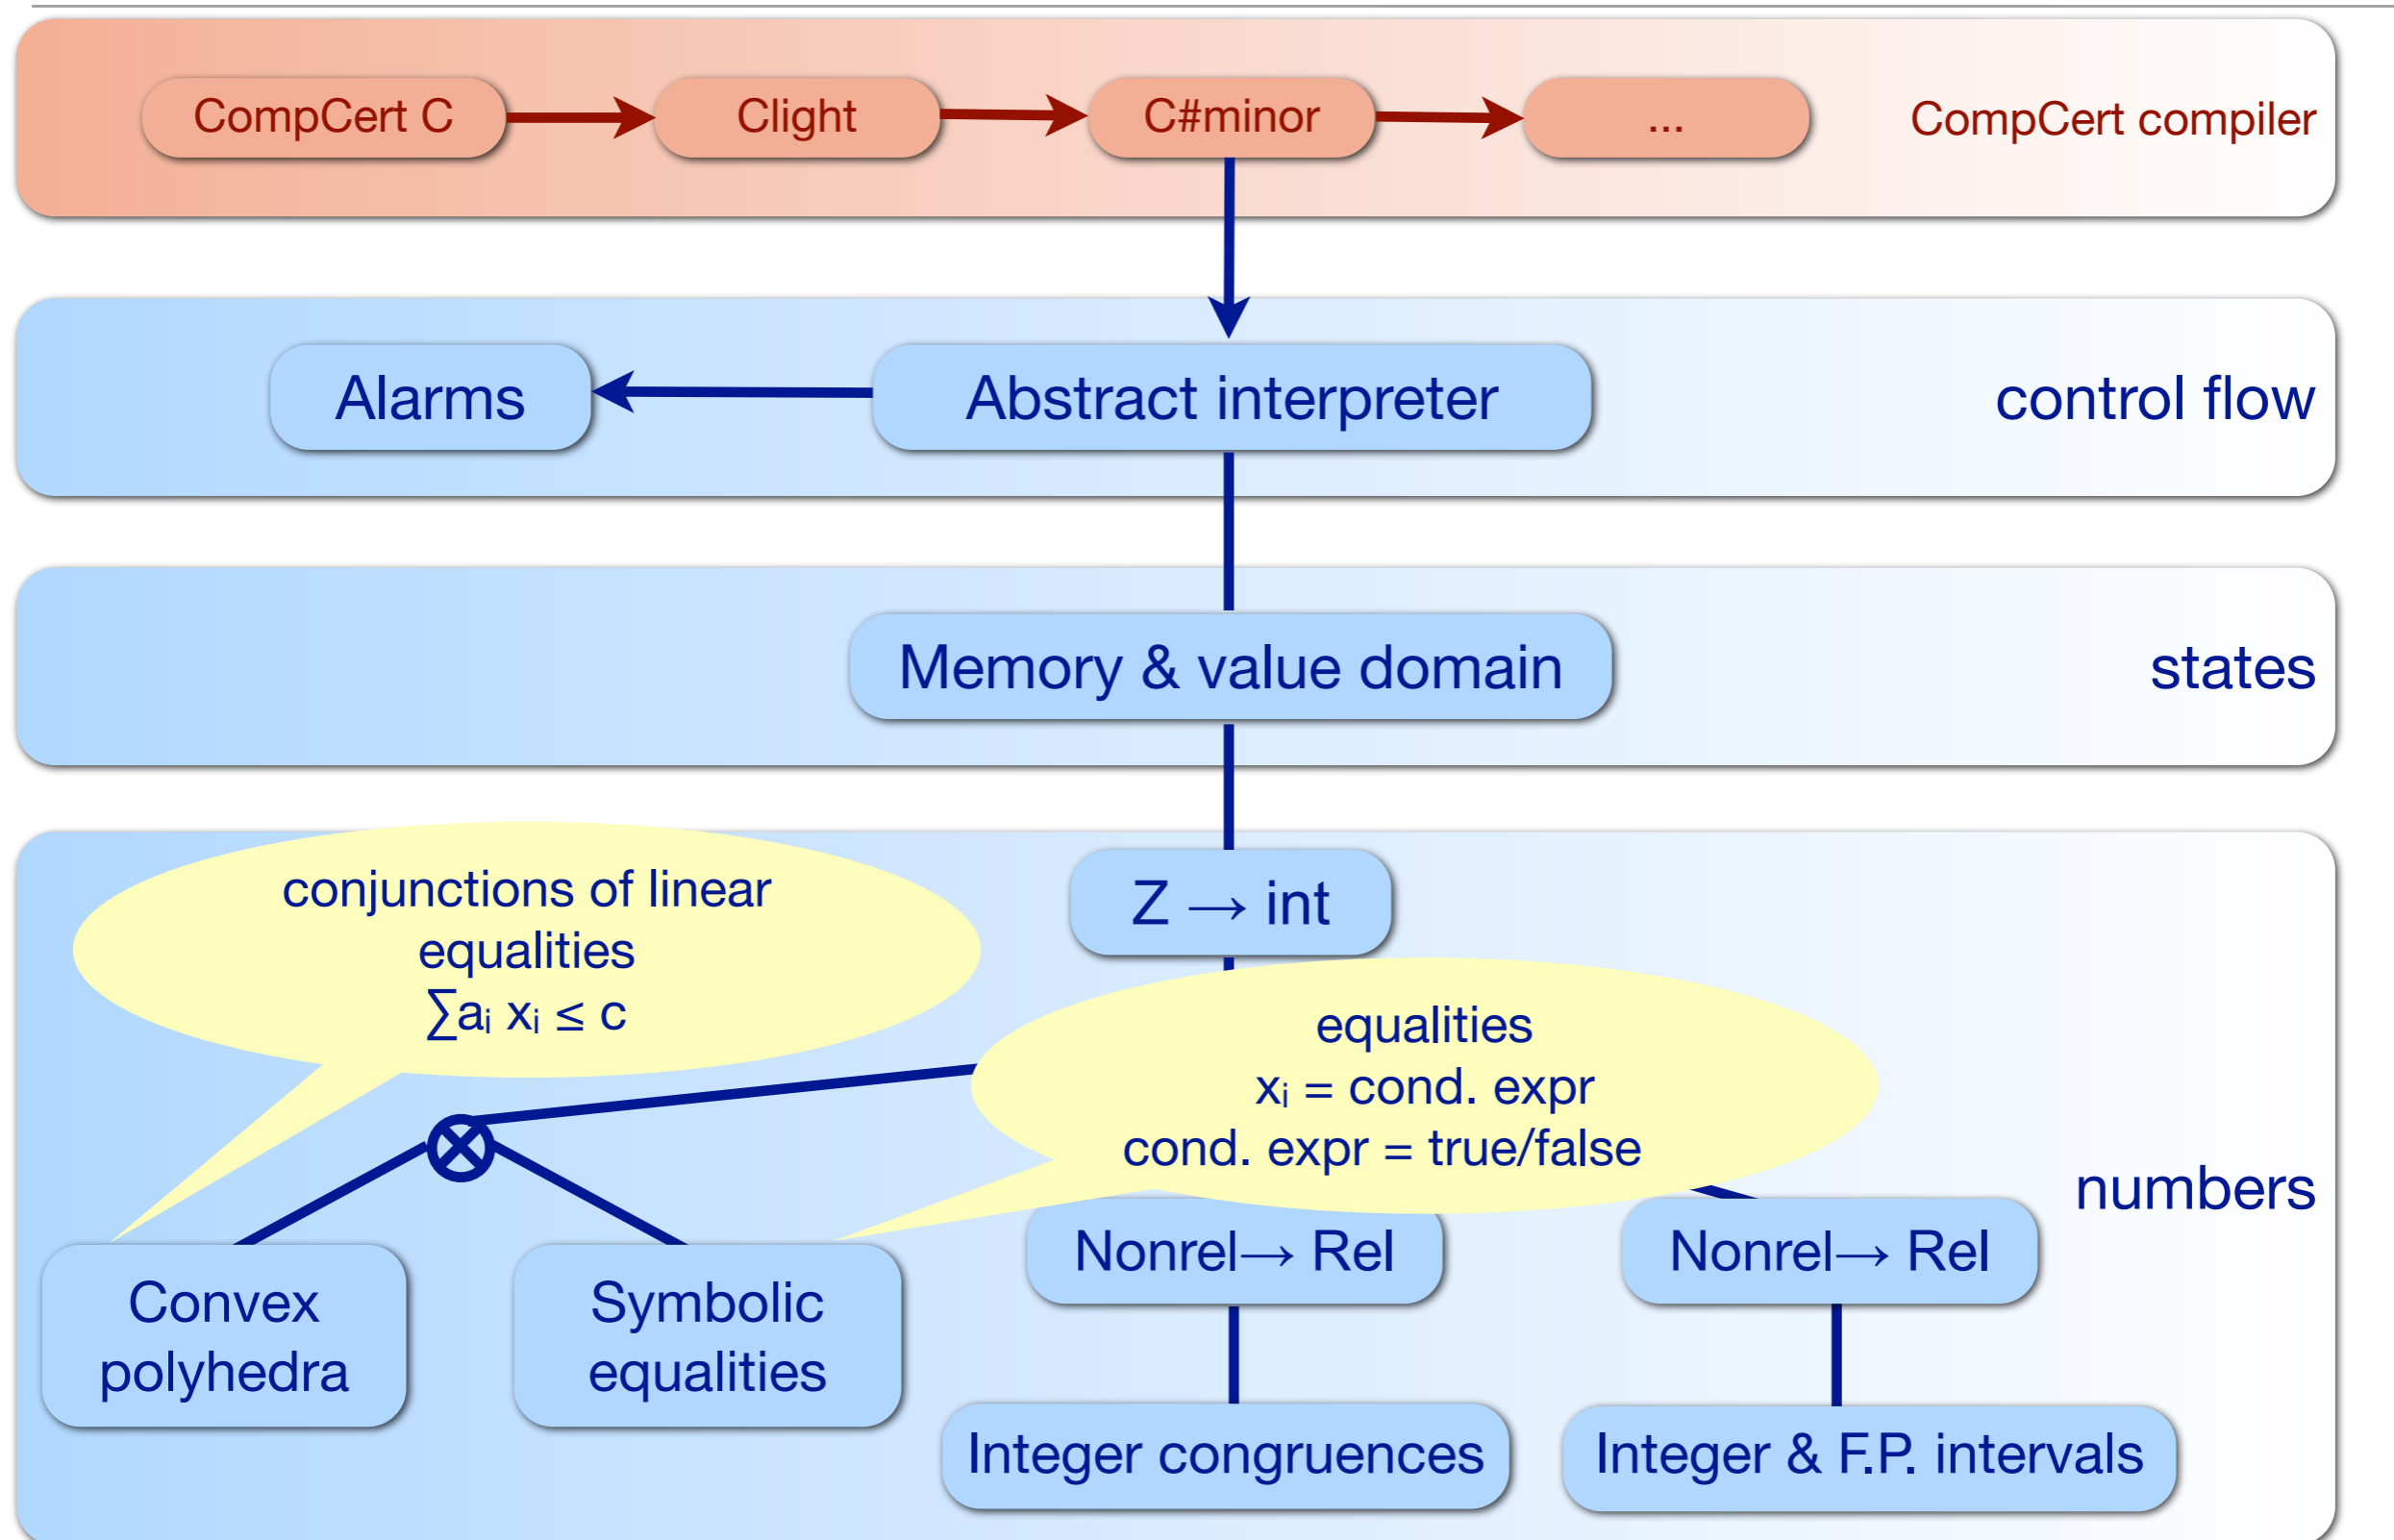 CompCert C
Clight
C#minor
...
CompCert compiler
Alarms
Abstract interpreter
control flow
Memory & value domain
states
conjunctions of linear
equalities
∑aᵢ xᵢ ≤ c
Z → int
equalities
xᵢ = cond. expr
cond. expr = true/false
numbers
Convex
polyhedra
Symbolic
equalities
Nonrel→ Rel
Nonrel→ Rel
Integer congruences
Integer & F.P. intervals